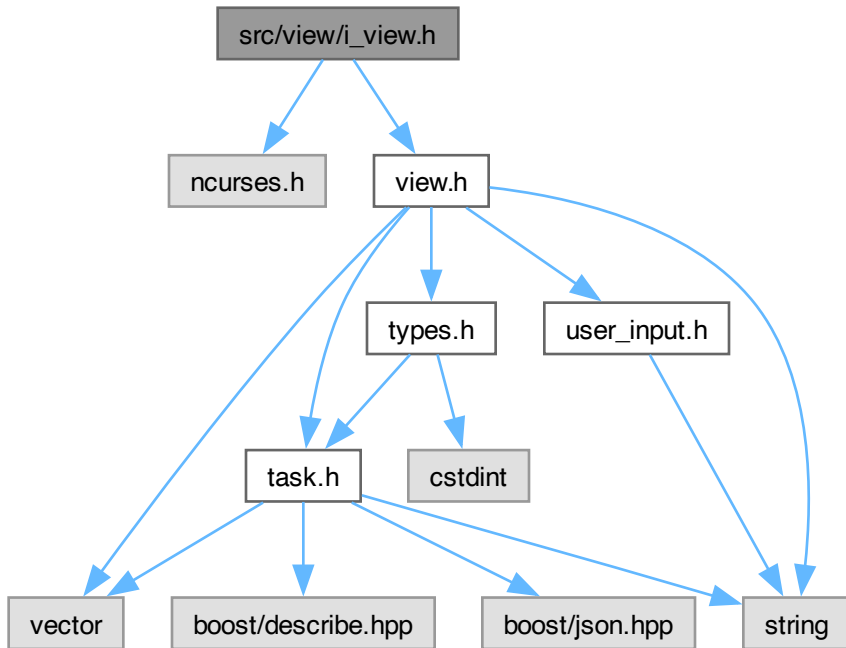 src/view/i_view.h
ncurses.h
view.h
types.h
user_input.h
task.h
cstdint
vector
boost/describe.hpp
boost/json.hpp
string